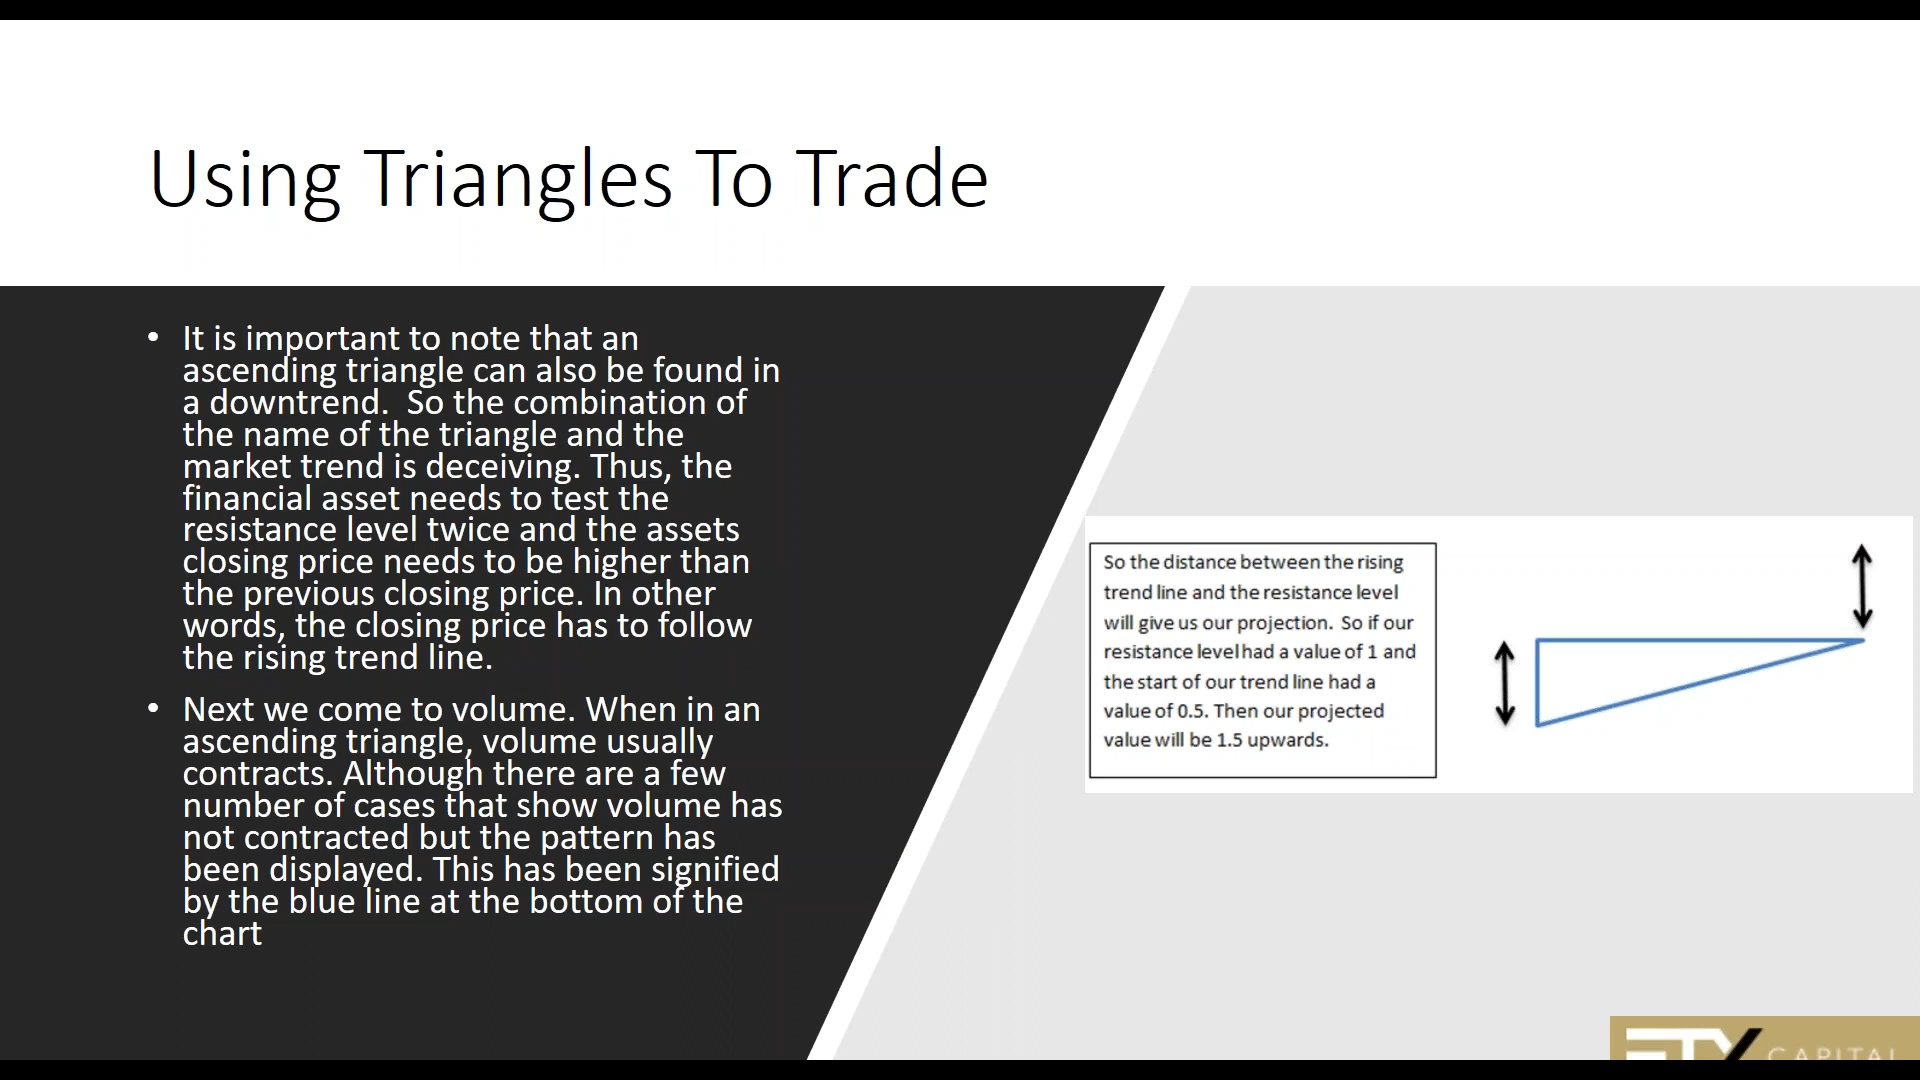 Using Triangles To Trade
• It is important to note that an
ascending triangle can also be found in
a downtrend.  So the combination of
the name of the triangle and the
market trend is deceiving. Thus, the
financial asset needs to test the
resistance level twice and the assets
closing price needs to be higher than
the previous closing price. In other
words, the closing price has to follow
the rising trend line.
• Next we come to volume. When in an
ascending triangle, volume usually
contracts. Although there are a few
number of cases that show volume has
not contracted but the pattern has
been displayed. This has been signified
by the blue line at the bottom of the
chart
So the distance between the rising
trend line and the resistance level
will give us our projection.  So if our
resistance level had a value of 1 and
the start of our trend line had a
value of 0.5. Then our projected
value will be 1.5 upwards.
CAPITAL